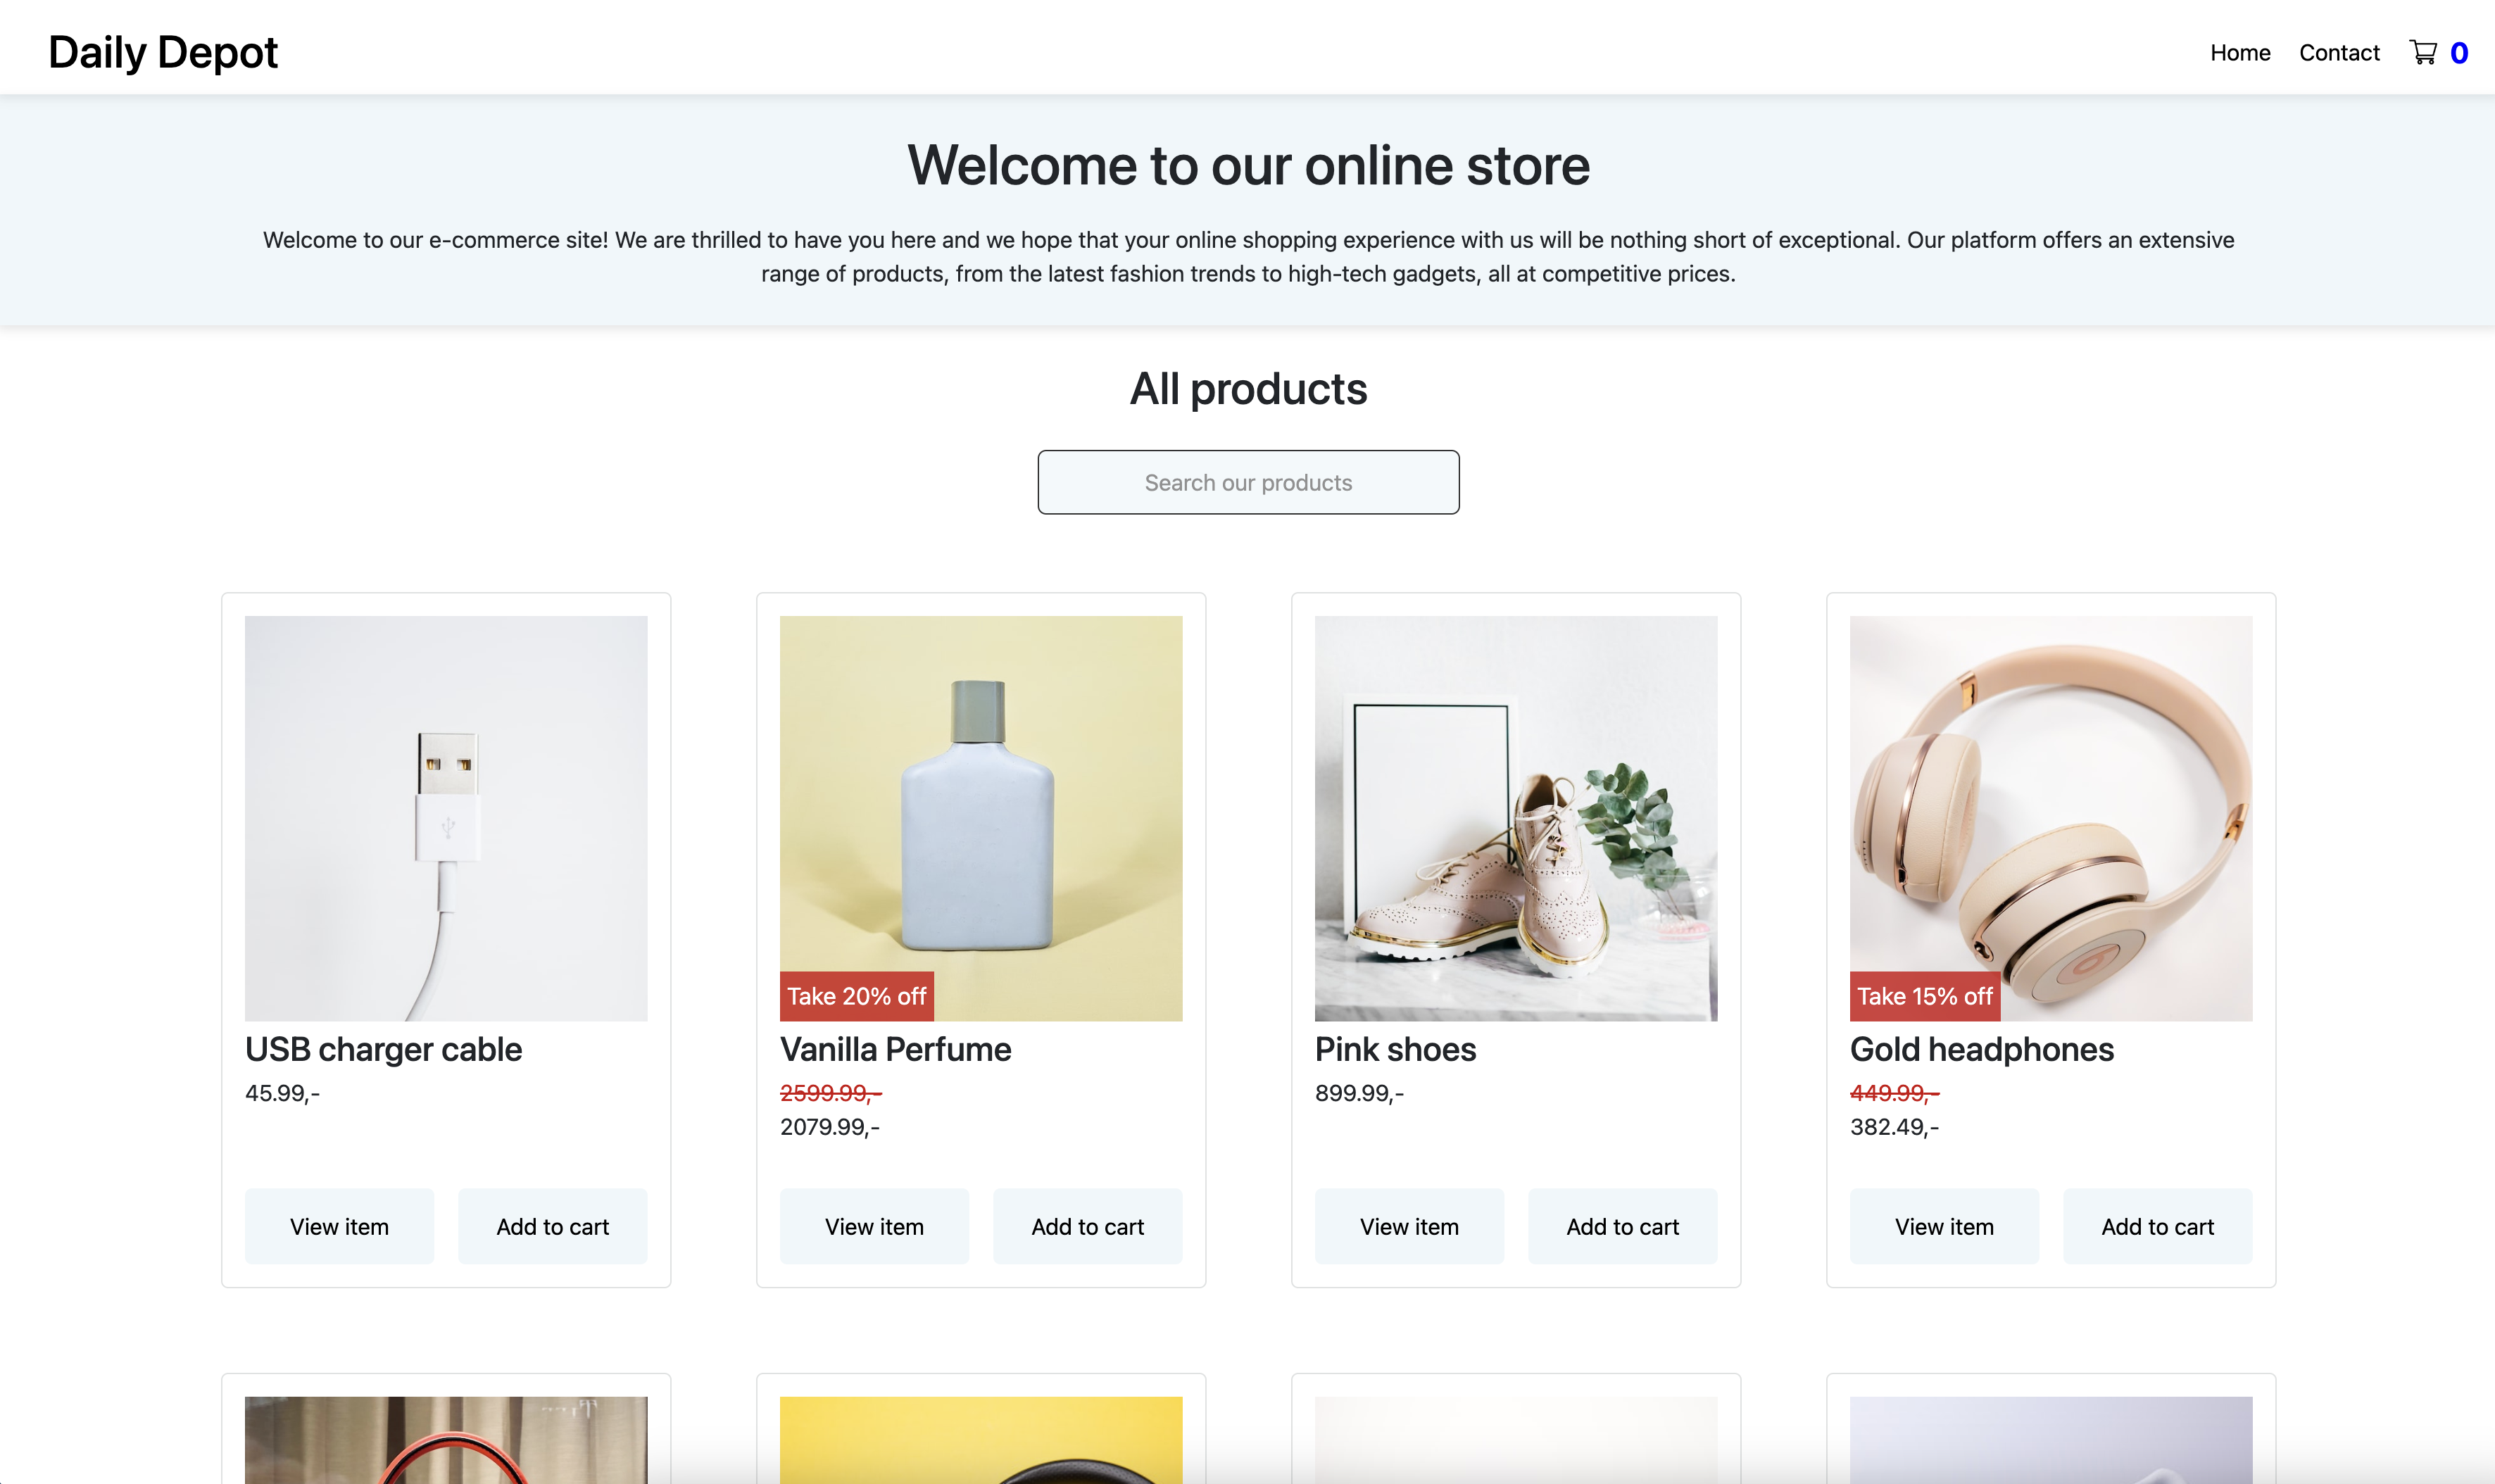 Daily Depot
Home Contact 0
Welcome to our online store
Welcome to our e-commerce site! We are thrilled to have you here and we hope that your online shopping experience with us will be nothing short of exceptional. Our platform offers an extensive
range of products, from the latest fashion trends to high-tech gadgets, all at competitive prices.
All products
Search our products
Take 20% off
Take 15% off
USB charger cable
45.99,-
View item
Add to cart
Vanilla Perfume
2599.99,-
2079.99,-
View item
Add to cart
Pink shoes
899.99,-
View item
Add to cart
Gold headphones
449.99,-
382.49,-
View item
Add to cart